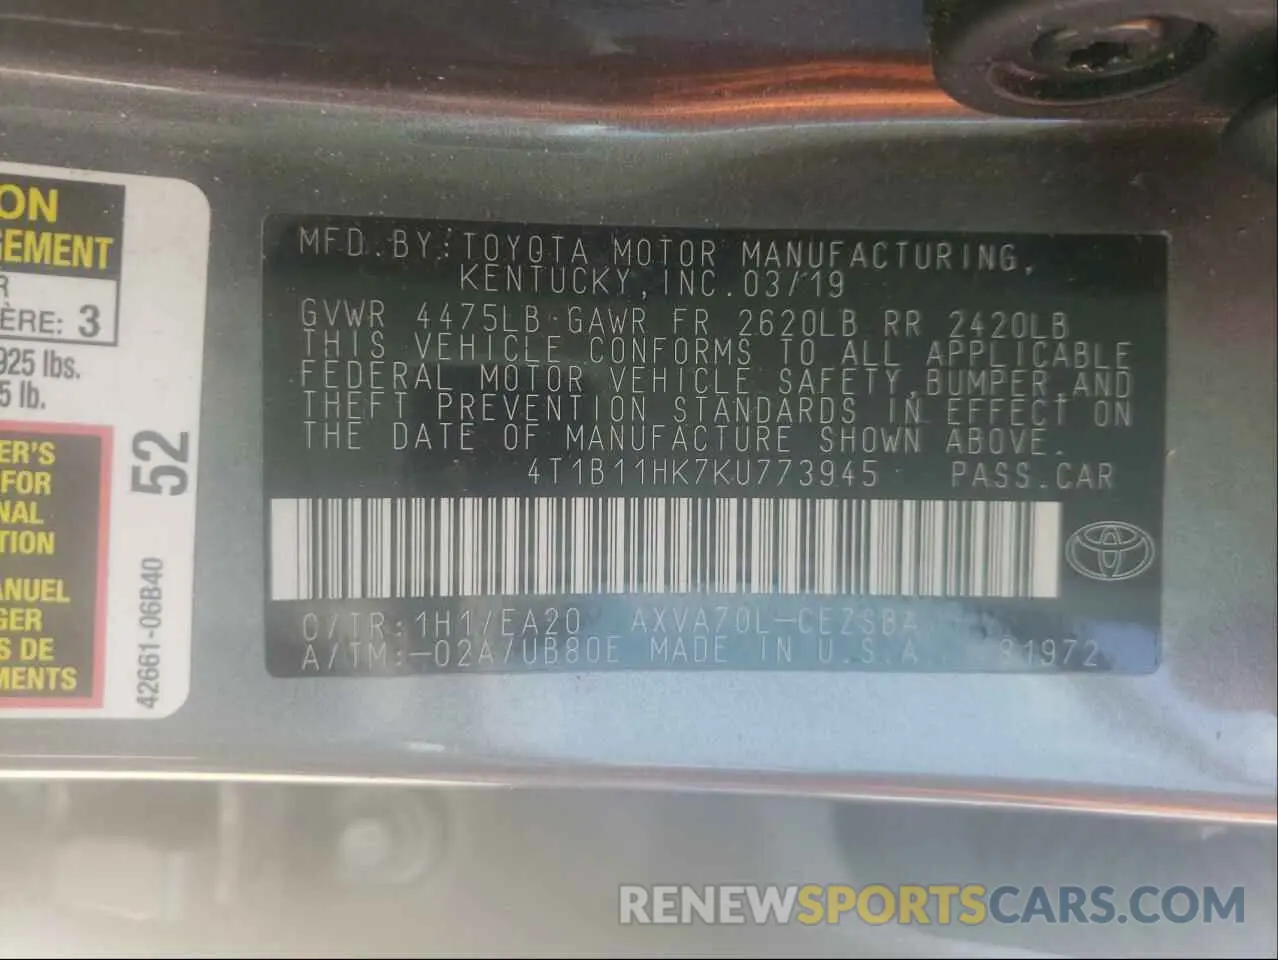 ON
GEMENT
R
ÈRE: 3
925 lbs.
5 lb.
ER'S
FOR
NAL
TION
ANUEL
GER
S DE
MENTS
52
42661-06B40
MFD. BY: TOYOTA MOTOR MANUFACTURING,
KENTUCKY, INC. 03/19
GVWR 4475LB GAWR FR 2620LB RR 2420LB
THIS VEHICLE CONFORMS TO ALL APPLICABLE
FEDERAL MOTOR VEHICLE SAFETY, BUMPER, AND
THEFT PREVENTION STANDARDS IN EFFECT ON
THE DATE OF MANUFACTURE SHOWN ABOVE.
4T1B11HK7KU773945 PASS. CAR
C/TR: 1H1/EA20 AXVA70L-CEZSBA
A/TM: -02A/UB80E MADE IN U.S.A. 81972
RENEWSPORTSCARS.COM